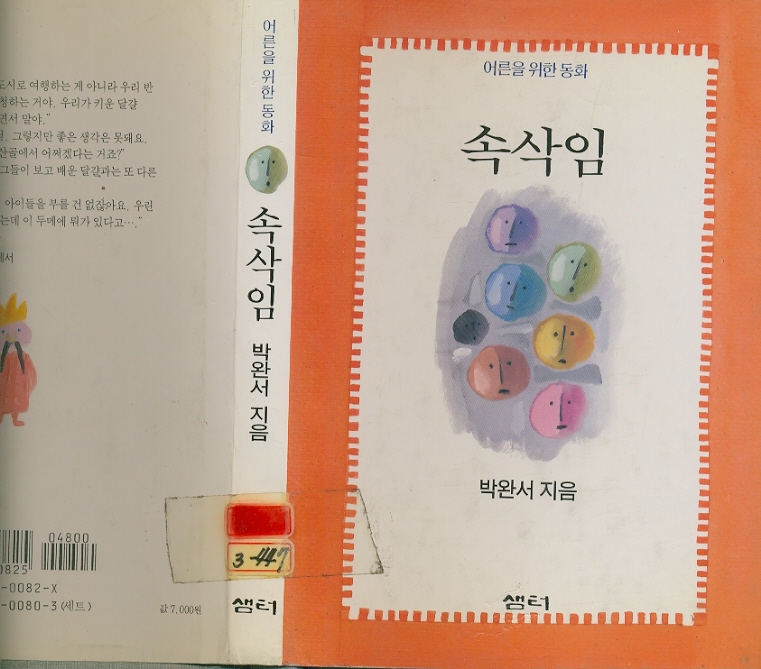 도시로 여행하는 게 아니라 우리 반
청하는 거야. 우리가 키운 달걀
면서 말야."
그렇지만 좋은 생각은 못돼요.
산골에서 어쩌겠다는 거죠?"
그들이 보고 배운 달걀과는 또 다른
아이들을 부를 건 없잖아요. 우린
는데 이 두메에 뭐가 있다고…."
에서
04800
0825
-0082-X
-0080-3 (세트)
값 7,000원
어른을 위한 동화
속삭임
박완서 지음
3-447
샘터
어른을 위한 동화
속삭임
박완서 지음
샘터